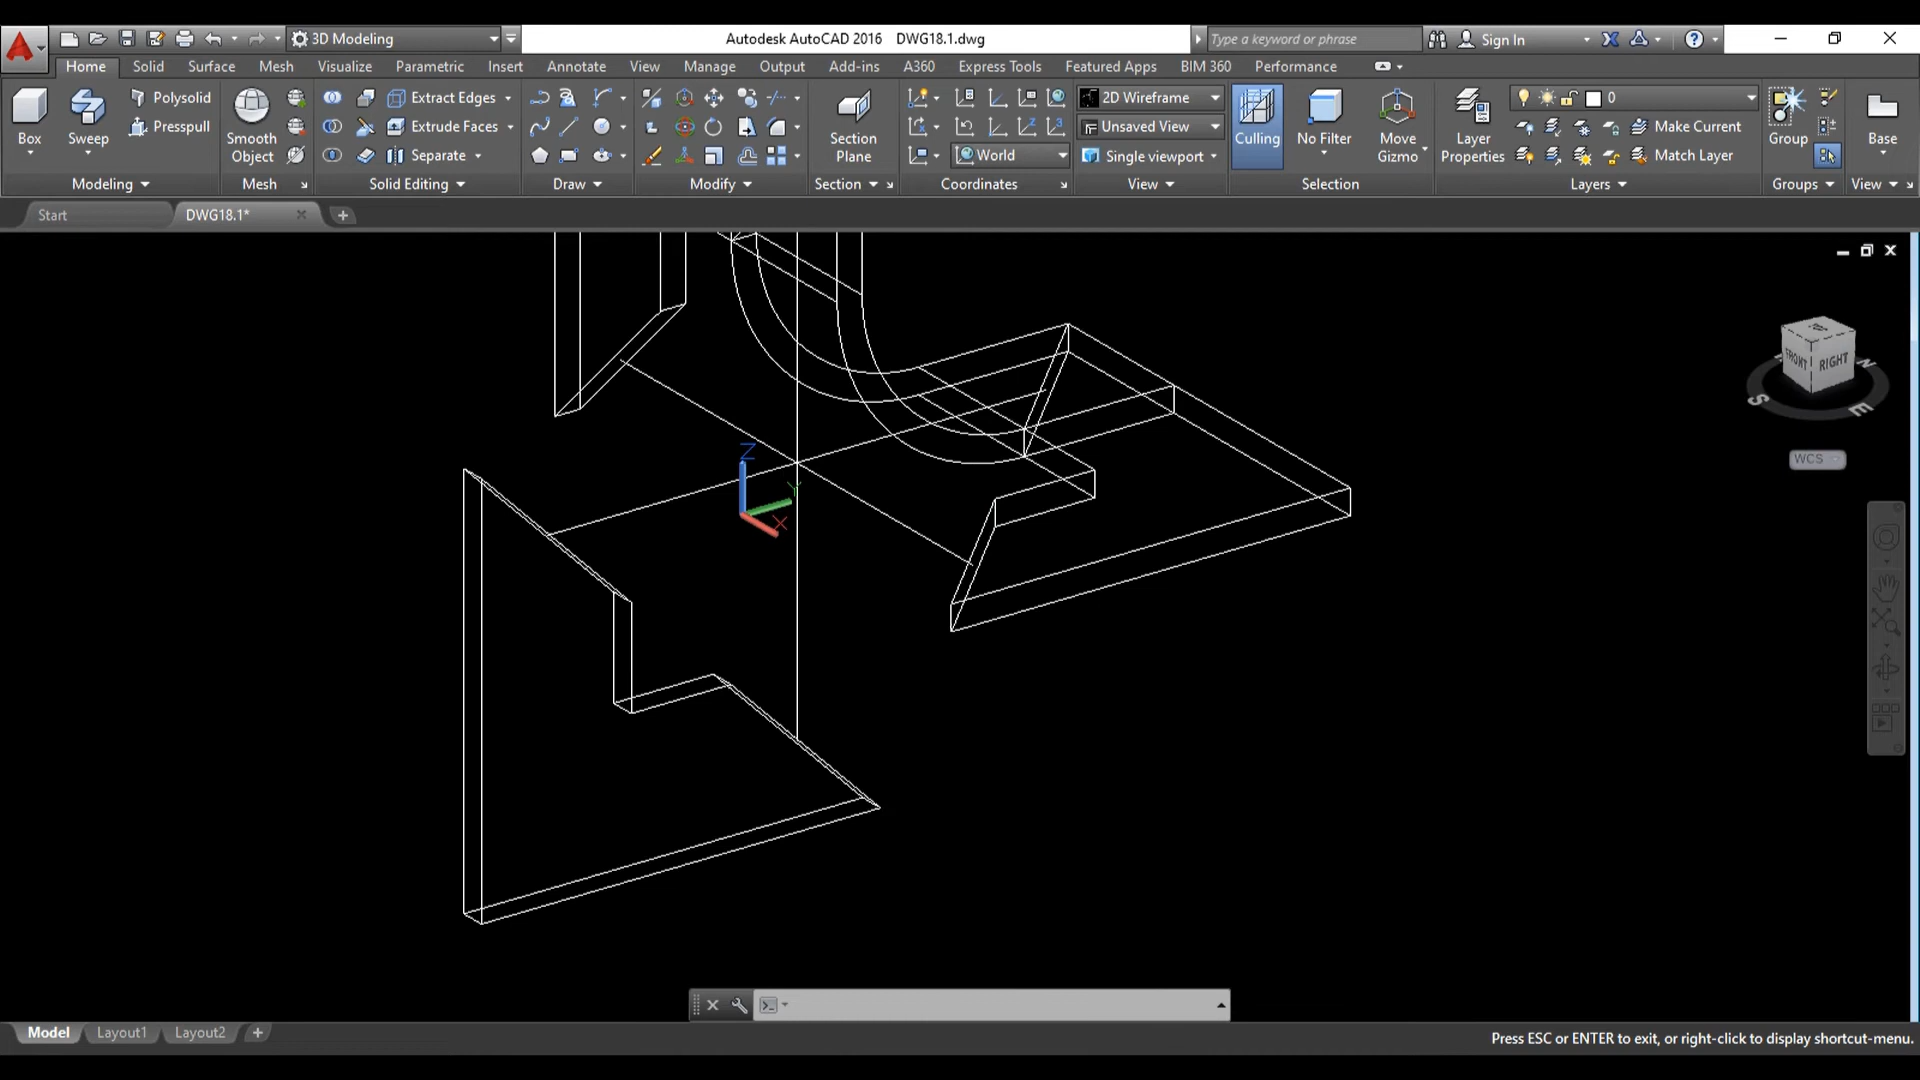 3D Modeling
Autodesk AutoCAD 2016 DWG18.1.dwg
Type a keyword or phrase
Sign In
Home Solid Surface Mesh Visualize Parametric Insert Annotate View Manage Output Add-ins A360 Express Tools Featured Apps BIM 360 Performance
Box
Sweep
Polysolid
Presspull
Modeling
Smooth
Object
Mesh
Extract Edges
Extrude Faces
Separate
Solid Editing
Draw
Modify
Section
Plane
Section
World
Coordinates
2D Wireframe
Unsaved View
Single viewport
View
Culling
No Filter
Move
Gizmo
Selection
Layer
Properties
0
Make Current
Match Layer
Layers
Group
Groups
Base
View
Start
DWG18.1*
TOP
FRONT
RIGHT
N
S
E
WCS
Z
Y
X
Model Layout1 Layout2
Press ESC or ENTER to exit, or right-click to display shortcut-menu.